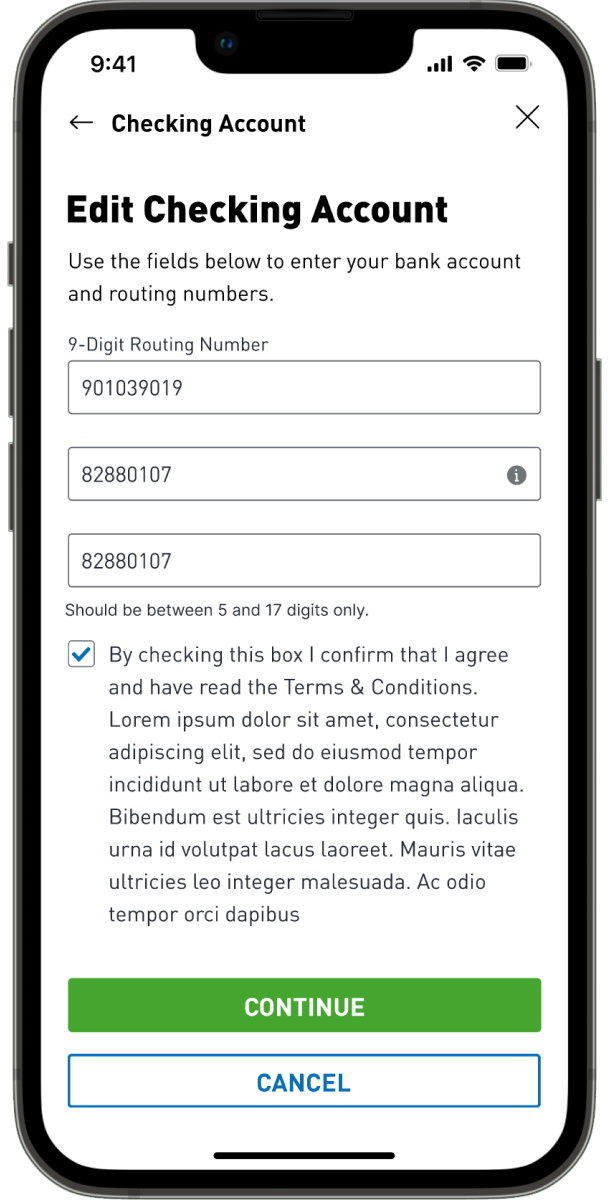 9:41
Checking Account
Edit Checking Account
Use the fields below to enter your bank account
and routing numbers.
9-Digit Routing Number
901039019
82880107
82880107
Should be between 5 and 17 digits only.
By checking this box I confirm that I agree
and have read the Terms & Conditions.
Lorem ipsum dolor sit amet, consectetur
adipiscing elit, sed do eiusmod tempor
incididunt ut labore et dolore magna aliqua.
Bibendum est ultricies integer quis. Iaculis
urna id volutpat lacus laoreet. Mauris vitae
ultricies leo integer malesuada. Ac odio
tempor orci dapibus
CONTINUE
CANCEL